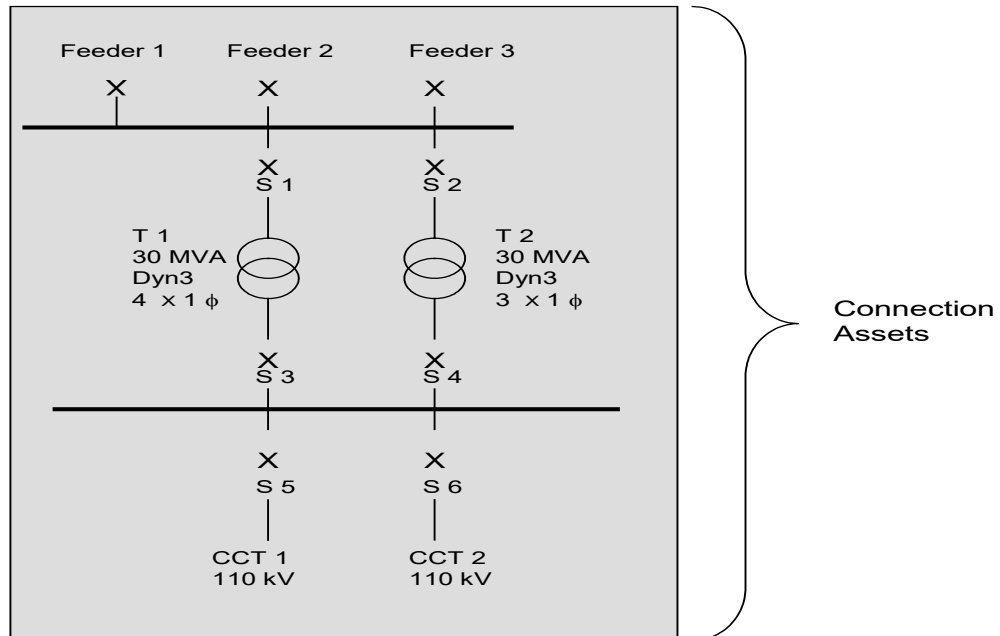 Feeder 1
Feeder 2
Feeder 3
X
X
X
X
S 1
X
S 2
T 1
30 MVA
Dyn3
4 x 1 ϕ
T 2
30 MVA
Dyn3
3 x 1 ϕ
X
S 3
X
S 4
X
S 5
X
S 6
CCT 1
110 kV
CCT 2
110 kV
Connection
Assets